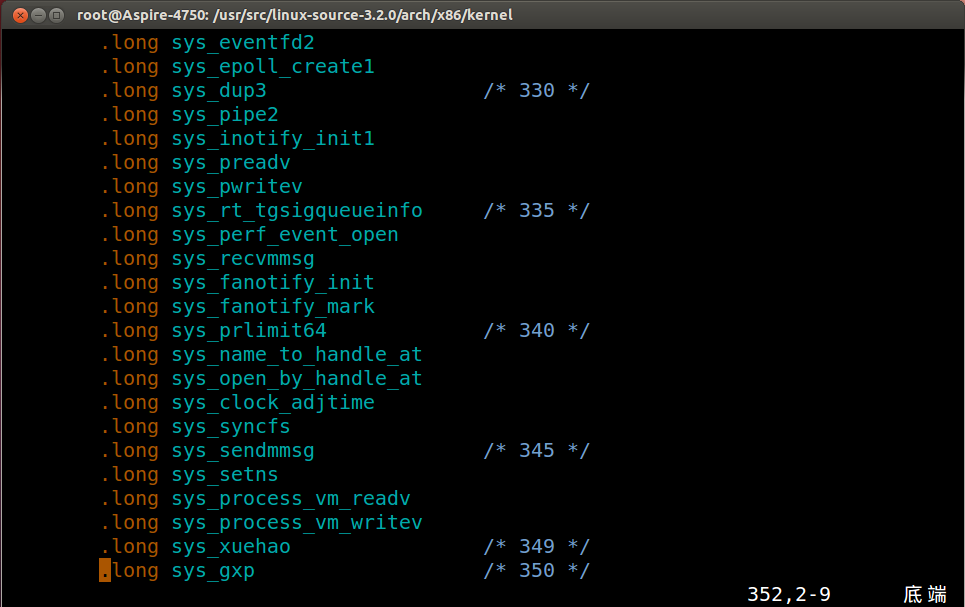 root@Aspire-4750: /usr/src/linux-source-3.2.0/arch/x86/kernel
.long sys_eventfd2
.long sys_epoll_create1
.long sys_dup3 /* 330 */
.long sys_pipe2
.long sys_inotify_init1
.long sys_preadv
.long sys_pwritev
.long sys_rt_tgsigqueueinfo /* 335 */
.long sys_perf_event_open
.long sys_recvmmsg
.long sys_fanotify_init
.long sys_fanotify_mark
.long sys_prlimit64 /* 340 */
.long sys_name_to_handle_at
.long sys_open_by_handle_at
.long sys_clock_adjtime
.long sys_syncfs
.long sys_sendmmsg /* 345 */
.long sys_setns
.long sys_process_vm_readv
.long sys_process_vm_writev
.long sys_xuehao /* 349 */
.long sys_gxp /* 350 */
352,2-9 底端